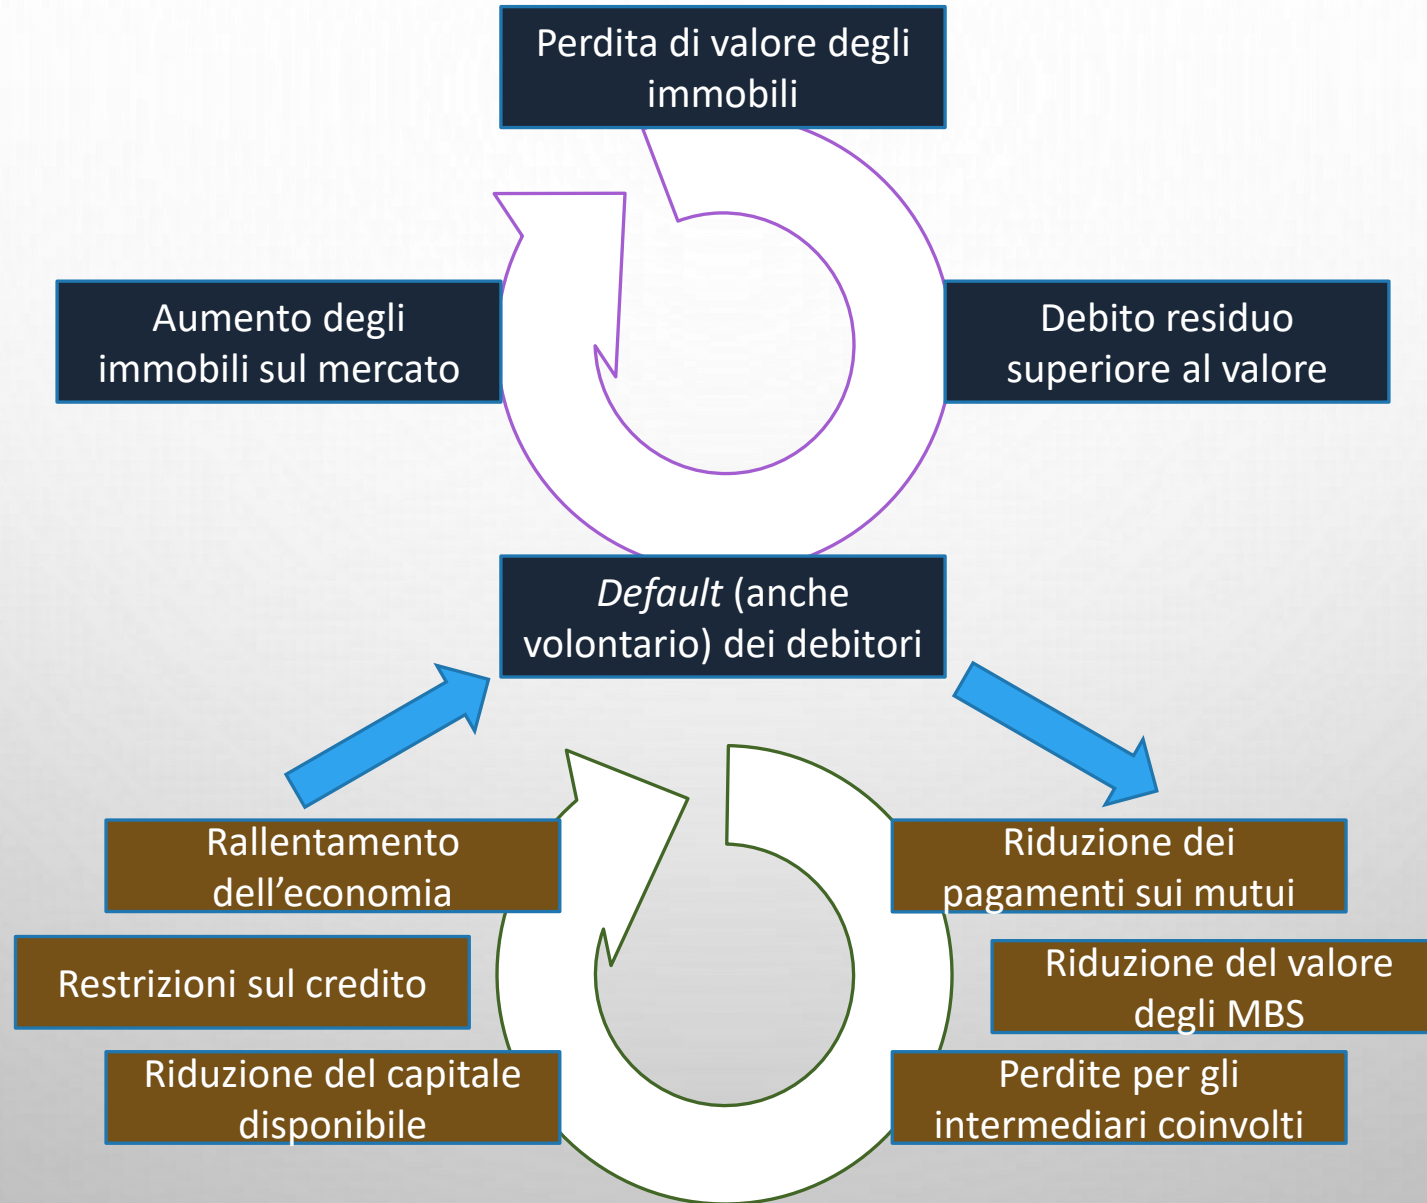 Perdita di valore degli
immobili
Aumento degli
immobili sul mercato
Debito residuo
superiore al valore
Default (anche
volontario) dei debitori
Rallentamento
dell’economia
Riduzione dei
pagamenti sui mutui
Restrizioni sul credito
Riduzione del valore
degli MBS
Riduzione del capitale
disponibile
Perdite per gli
intermediari coinvolti